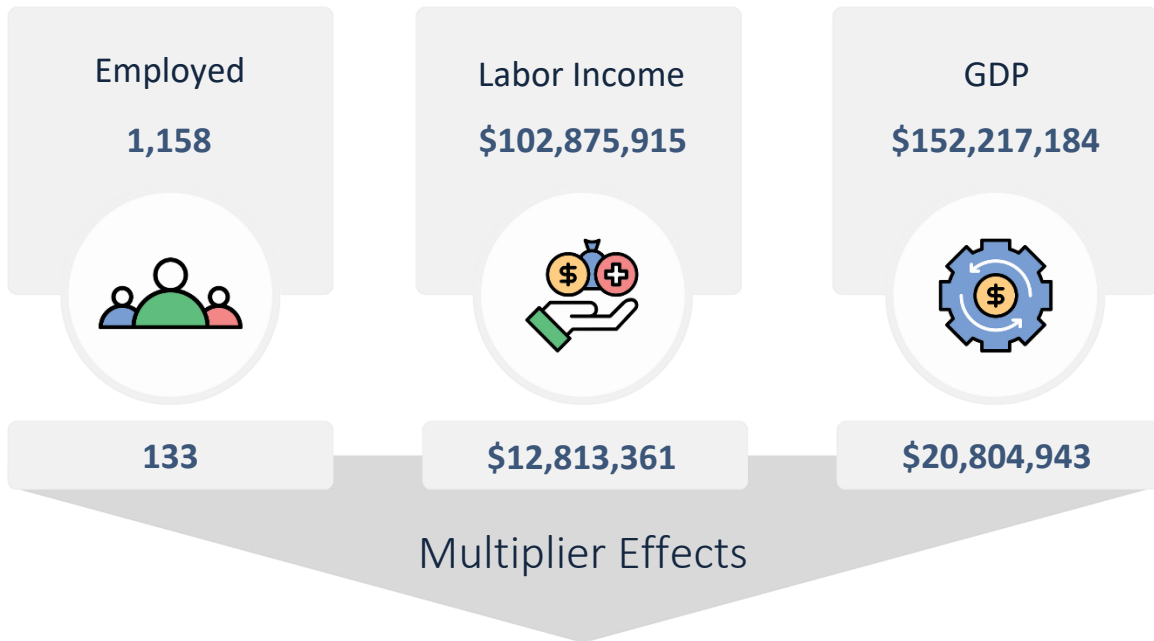 Employed
1,158
Labor Income
$102,875,915
GDP
$152,217,184
$
$
133
$12,813,361
$20,804,943
Multiplier Effects